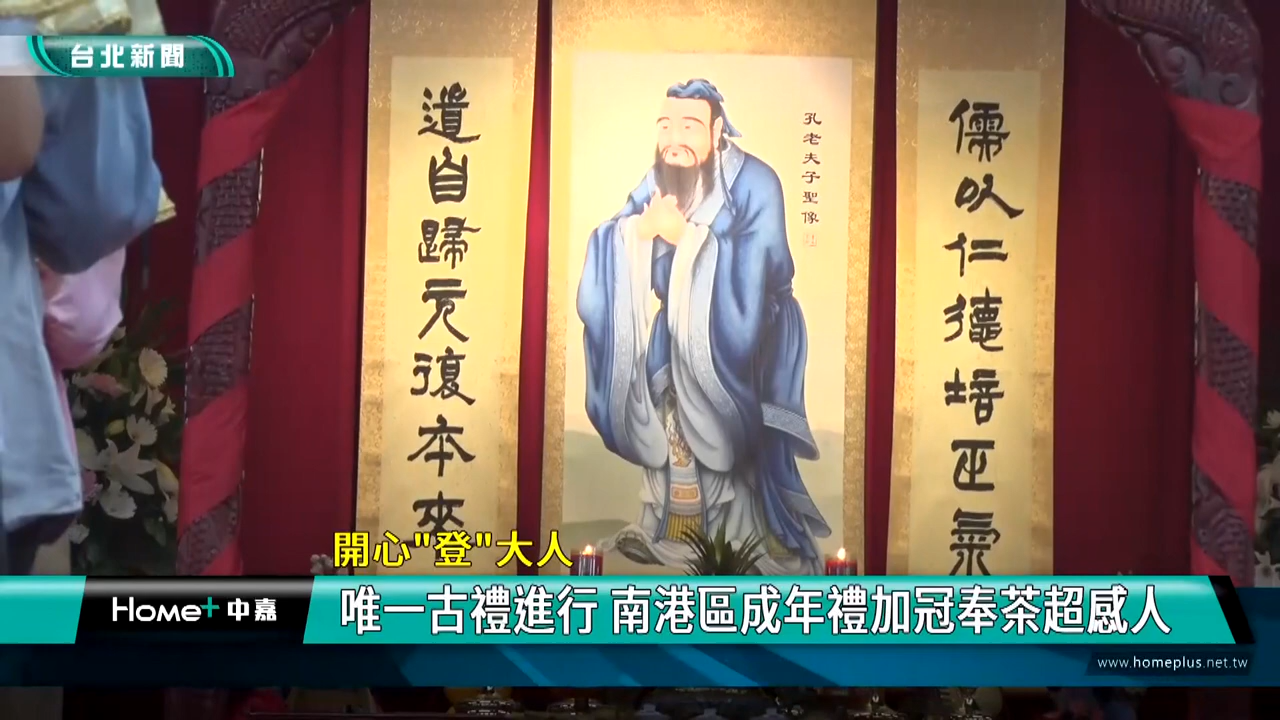 台北新聞
儒以仁德培正氣
孔老夫子聖像
道自歸元復本來
開心"登"大人
Home+中嘉
唯一古禮進行 南港區成年禮加冠奉茶超感人
www.homeplus.net.tw